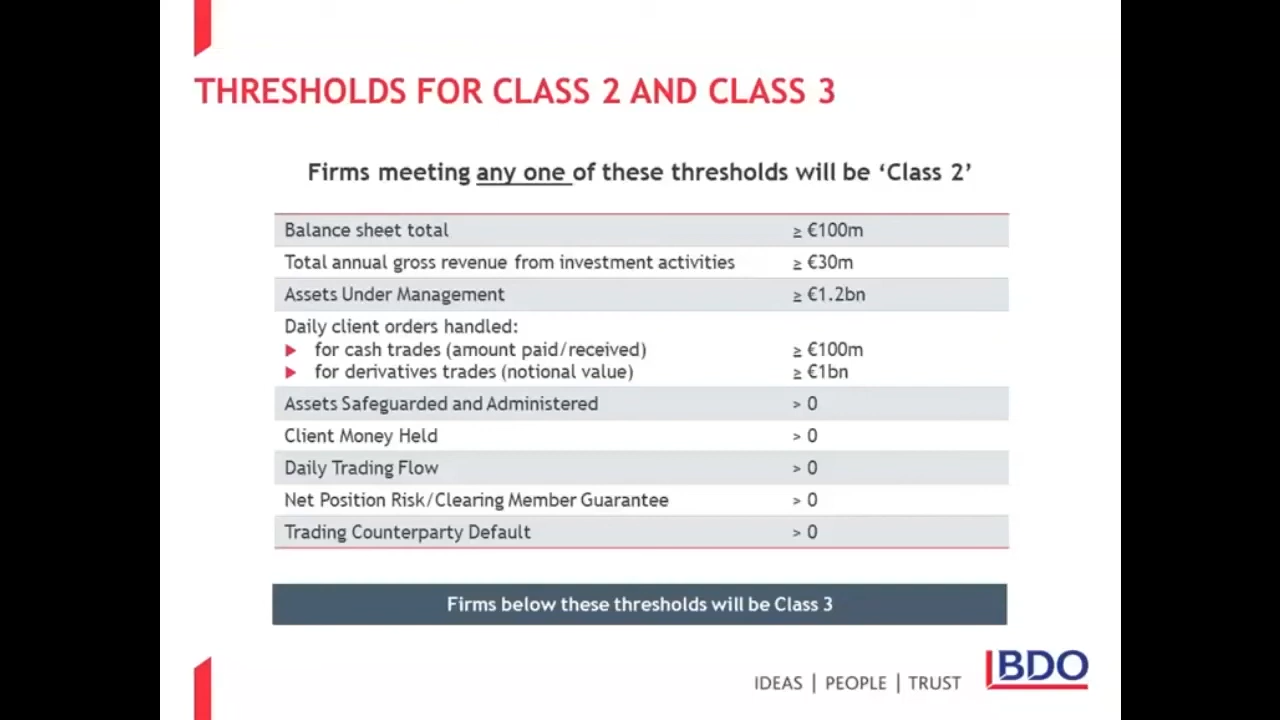 THRESHOLDS FOR CLASS 2 AND CLASS 3
Firms meeting any one of these thresholds will be ‘Class 2’
Balance sheet total ≥ €100m
Total annual gross revenue from investment activities ≥ €30m
Assets Under Management ≥ €1.2bn
Daily client orders handled:
for cash trades (amount paid/received) ≥ €100m
for derivatives trades (notional value) ≥ €1bn
Assets Safeguarded and Administered > 0
Client Money Held > 0
Daily Trading Flow > 0
Net Position Risk/Clearing Member Guarantee > 0
Trading Counterparty Default > 0
Firms below these thresholds will be Class 3
IDEAS | PEOPLE | TRUST
BDO